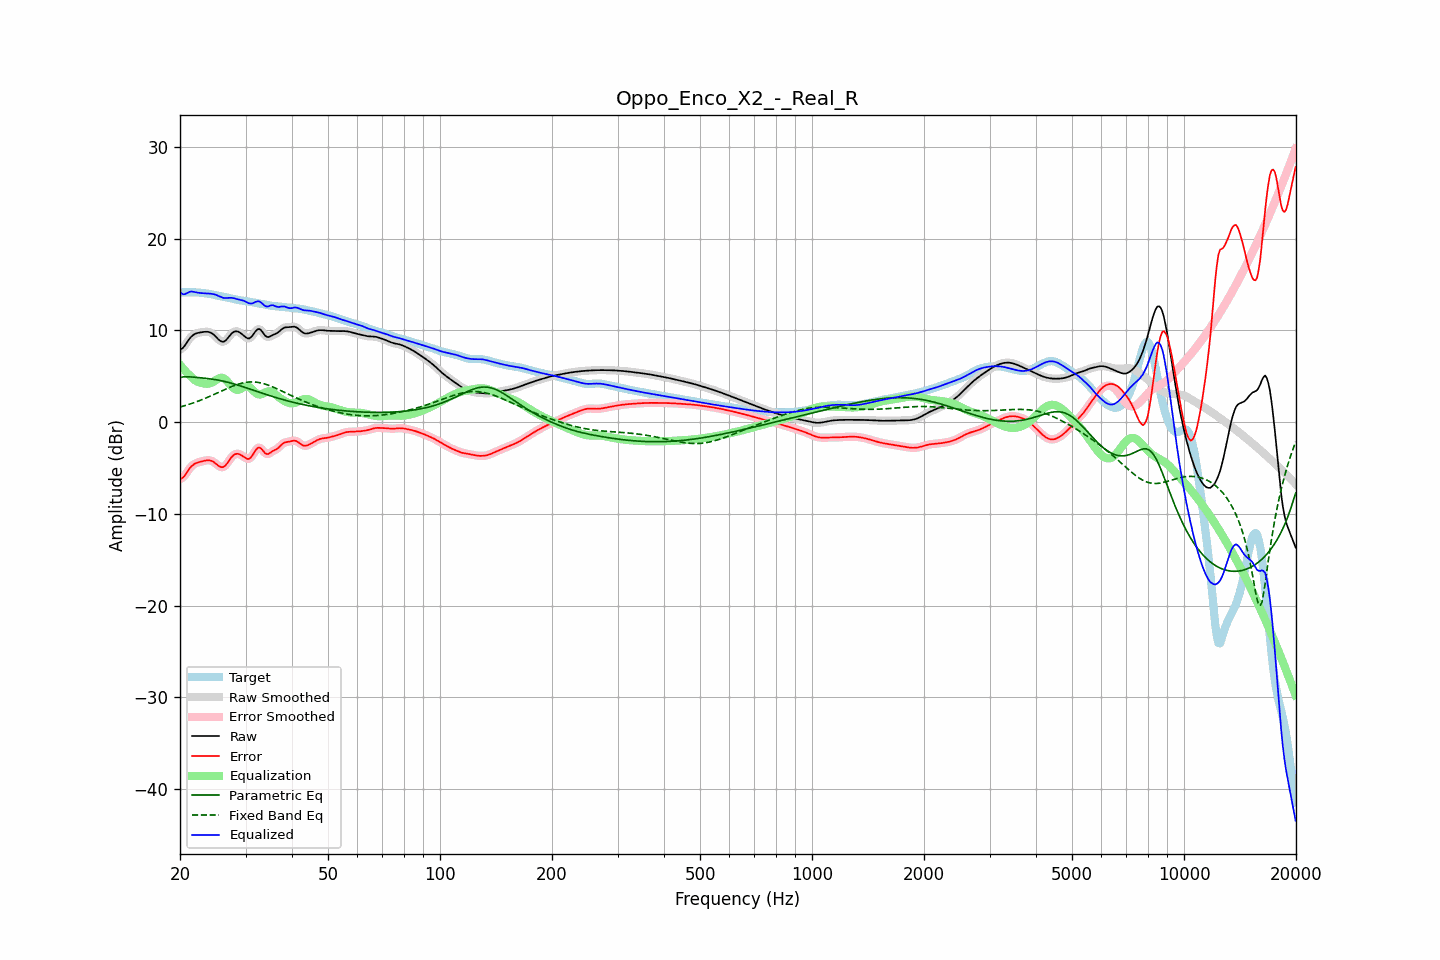 Oppo_Enco_X2_-_Real_R
Amplitude (dBr)
30
20
10
0
−10
−20
−30
−40
Target
Raw Smoothed
Error Smoothed
Raw
Error
Equalization
Parametric Eq
Fixed Band Eq
Equalized
20 50 100 200 500 1000 2000 5000 10000 20000
Frequency (Hz)